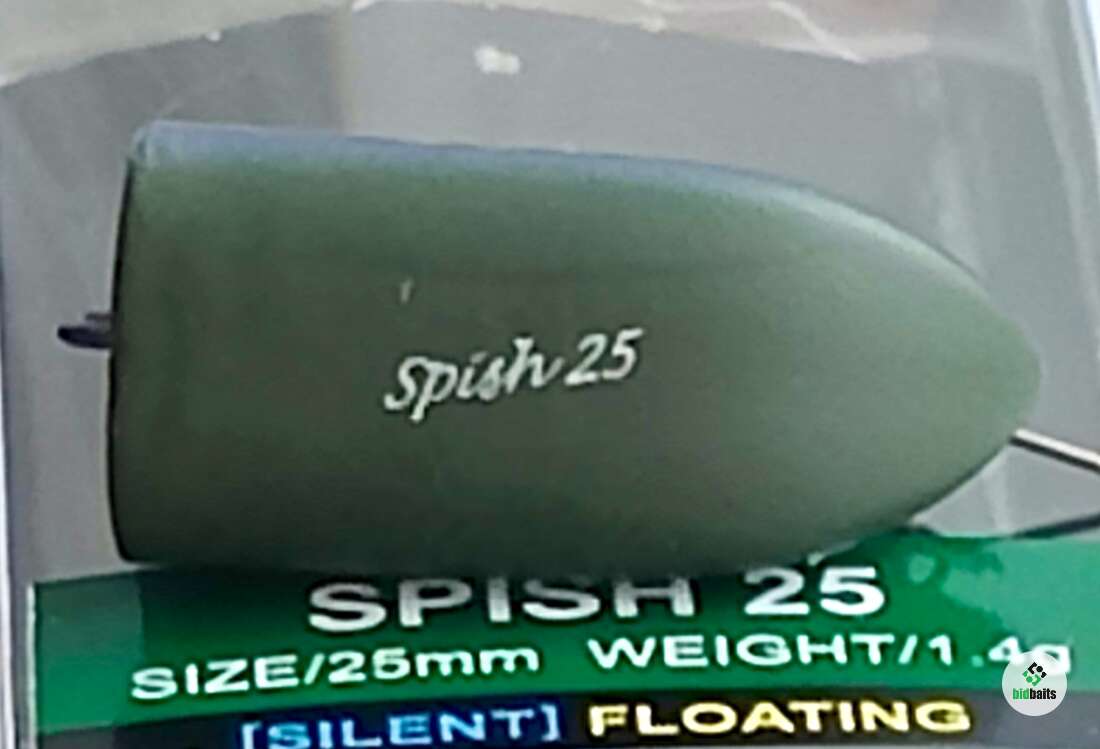 Spish 25
SPISH 25
SIZE/25mm WEIGHT/1.4g
[SILENT] FLOATING
bidbaits